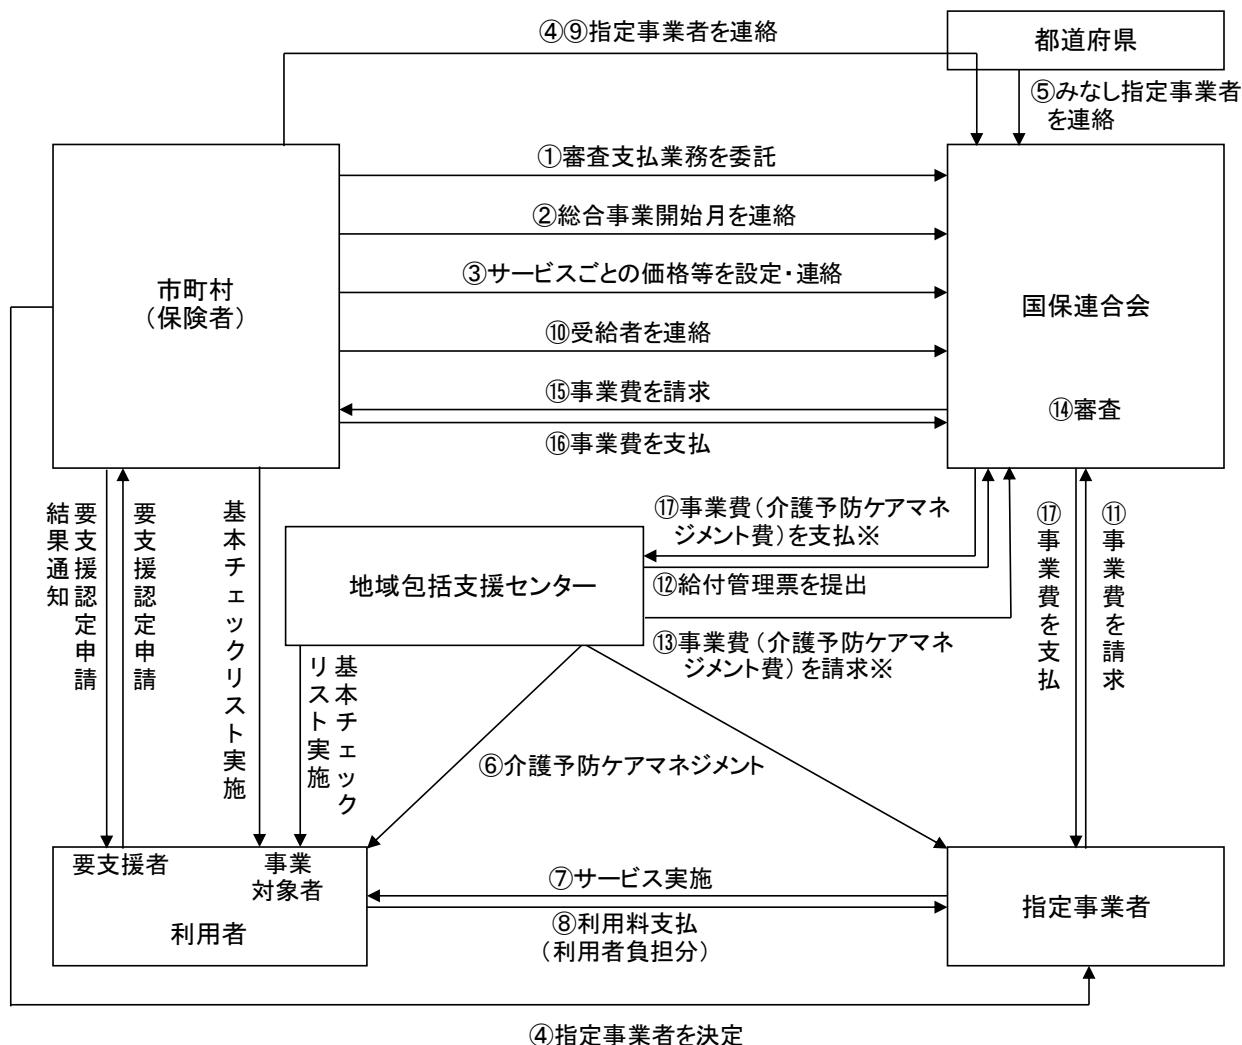 ④⑨指定事業者を連絡
都道府県
⑤みなし指定事業者
を連絡
①審査支払業務を委託
②総合事業開始月を連絡
③サービスごとの価格等を設定・連絡
市町村
（保険者）
国保連合会
⑩受給者を連絡
⑮事業費を請求
⑭審査
⑯事業費を支払
要支援認定申請
結果通知
要支援認定申請
基本チェックリスト実施
⑰事業費（介護予防ケアマネ
ジメント費）を支払※
地域包括支援センター
⑫給付管理票を提出
⑬事業費（介護予防ケアマネ
ジメント費）を請求※
⑰事業費を支払
⑪事業費を請求
基本チェック
リスト実施
⑥介護予防ケアマネジメント
要支援者
事業
対象者
利用者
⑦サービス実施
⑧利用料支払
（利用者負担分）
指定事業者
④指定事業者を決定